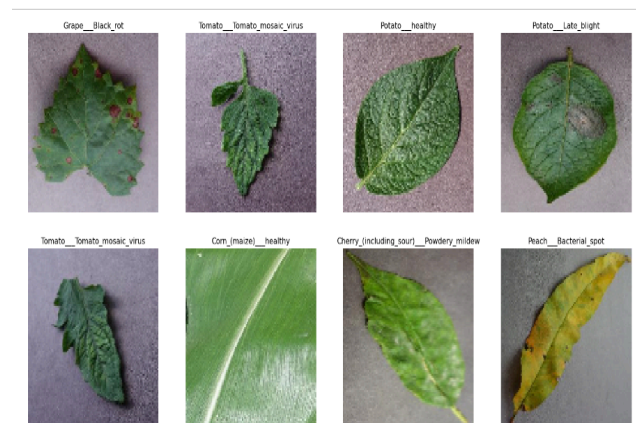 Grape___Black_rot
Tomato___Tomato_mosaic_virus
Potato___healthy
Potato___Late_blight
Tomato___Tomato_mosaic_virus
Corn_(maize)___healthy
Cherry_(including_sour)___Powdery_mildew
Peach___Bacterial_spot